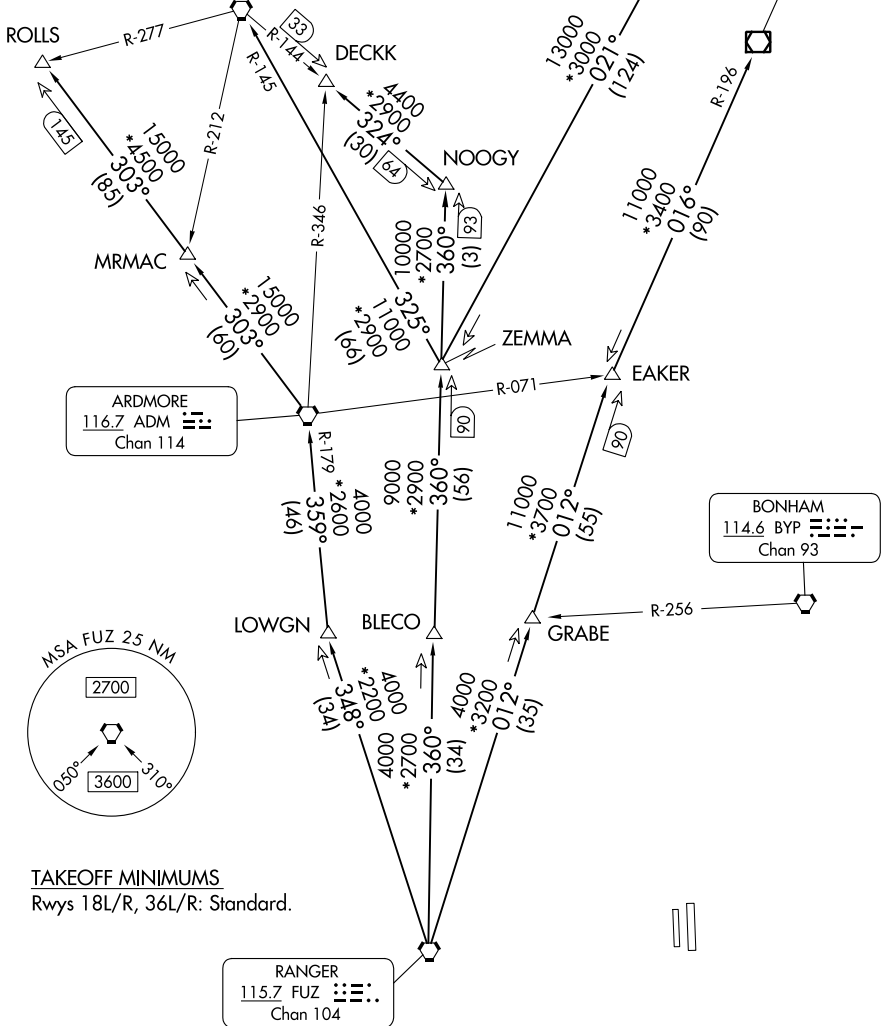 ROLLS
R-277
33
R-144
DECKK
R-145
13000
*3000
021°
(124)
R-196
145
15000
*4500
303°
(85)
R-212
4400
*2900
324°
(30)
64
NOOGY
93
R-346
11000
*3400
016°
(90)
MRMAC
10000
*2700
360°
(3)
15000
*2900
303°
(60)
325°
11000
*2900
(66)
ZEMMA
EAKER
R-071
ARDMORE
116.7 ADM
Chan 114
90
90
R-179
4000
*2600
359°
(46)
9000
*2900
360°
(56)
11000
*3700
012°
(55)
BONHAM
114.6 BYP
Chan 93
R-256
LOWGN
BLECO
GRABE
MSA FUZ 25 NM
2700
050°
310°
3600
4000
*2200
348°
(34)
4000
*2700
360°
(34)
4000
*3200
012°
(35)
TAKEOFF MINIMUMS
Rwys 18L/R, 36L/R: Standard.
RANGER
115.7 FUZ
Chan 104